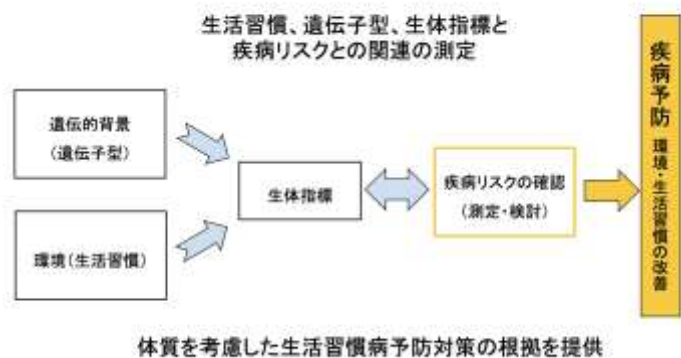 生活習慣、遺伝子型、生体指標と
疾病リスクとの関連の測定
遺伝的背景
(遺伝子型)
環境(生活習慣)
生体指標
疾病リスクの確認
(測定・検討)
疾病予防 環境・生活習慣の改善
体質を考慮した生活習慣病予防対策の根拠を提供